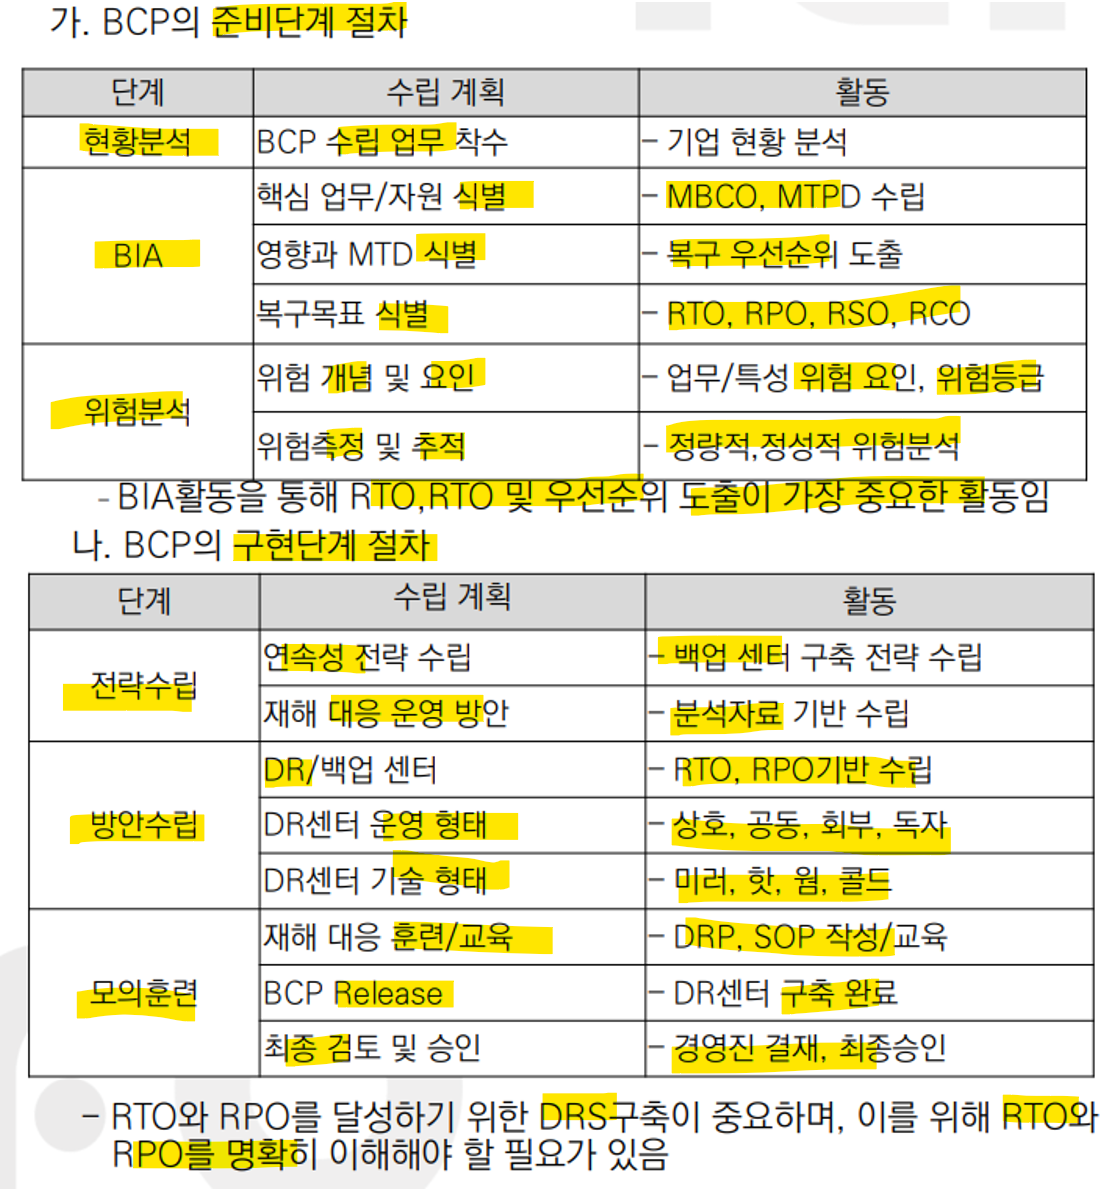 가. BCP의 준비단계 절차
단계 수립 계획 활동
현황분석 BCP 수립 업무 착수 – 기업 현황 분석
BIA 핵심 업무/자원 식별 – MBCO, MTPD 수립
영향과 MTD 식별 – 복구 우선순위 도출
복구목표 식별 – RTO, RPO, RSO, RCO
위험분석 위험 개념 및 요인 – 업무/특성 위험 요인, 위험등급
위험측정 및 추적 – 정량적,정성적 위험분석
- BIA활동을 통해 RTO,RTO 및 우선순위 도출이 가장 중요한 활동임
나. BCP의 구현단계 절차
단계 수립 계획 활동
전략수립 연속성 전략 수립 – 백업 센터 구축 전략 수립
재해 대응 운영 방안 – 분석자료 기반 수립
방안수립 DR/백업 센터 – RTO, RPO기반 수립
DR센터 운영 형태 – 상호, 공동, 회부, 독자
DR센터 기술 형태 – 미러, 핫, 웜, 콜드
모의훈련 재해 대응 훈련/교육 – DRP, SOP 작성/교육
BCP Release – DR센터 구축 완료
최종 검토 및 승인 – 경영진 결재, 최종승인
– RTO와 RPO를 달성하기 위한 DRS구축이 중요하며, 이를 위해 RTO와
RPO를 명확히 이해해야 할 필요가 있음